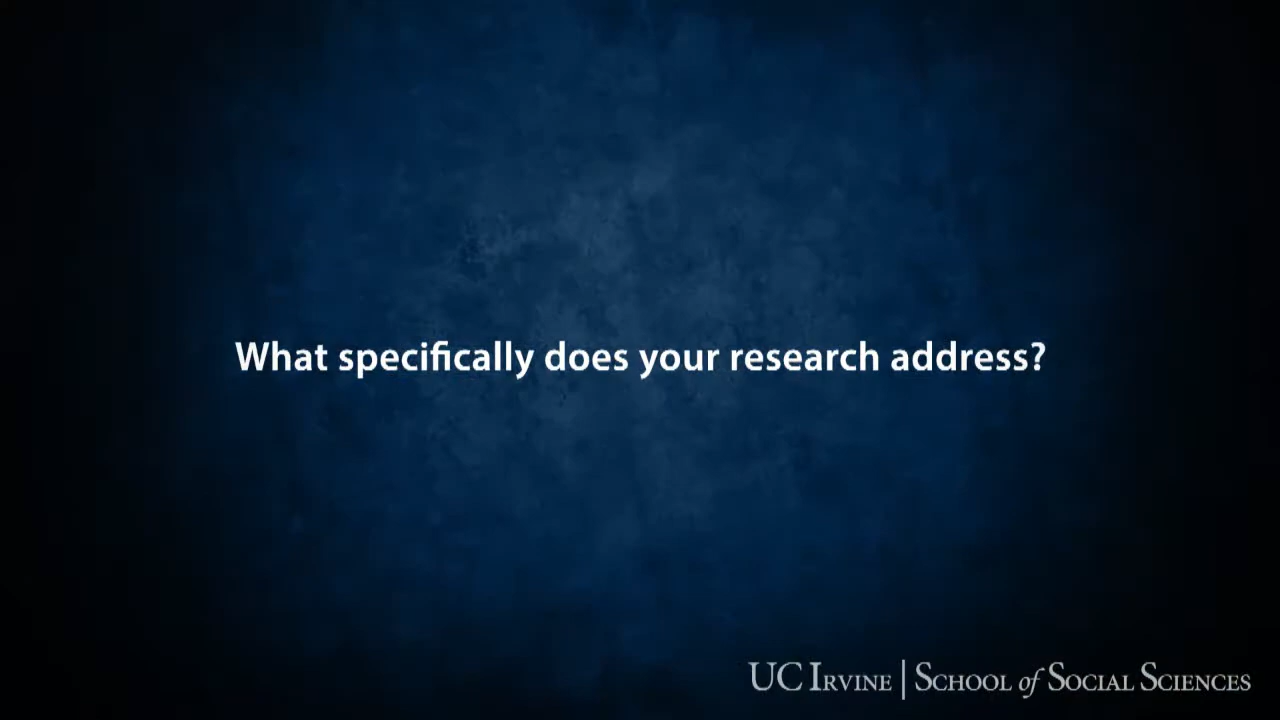 What specifically does your research address?
UC IRVINE | SCHOOL of SOCIAL SCIENCES